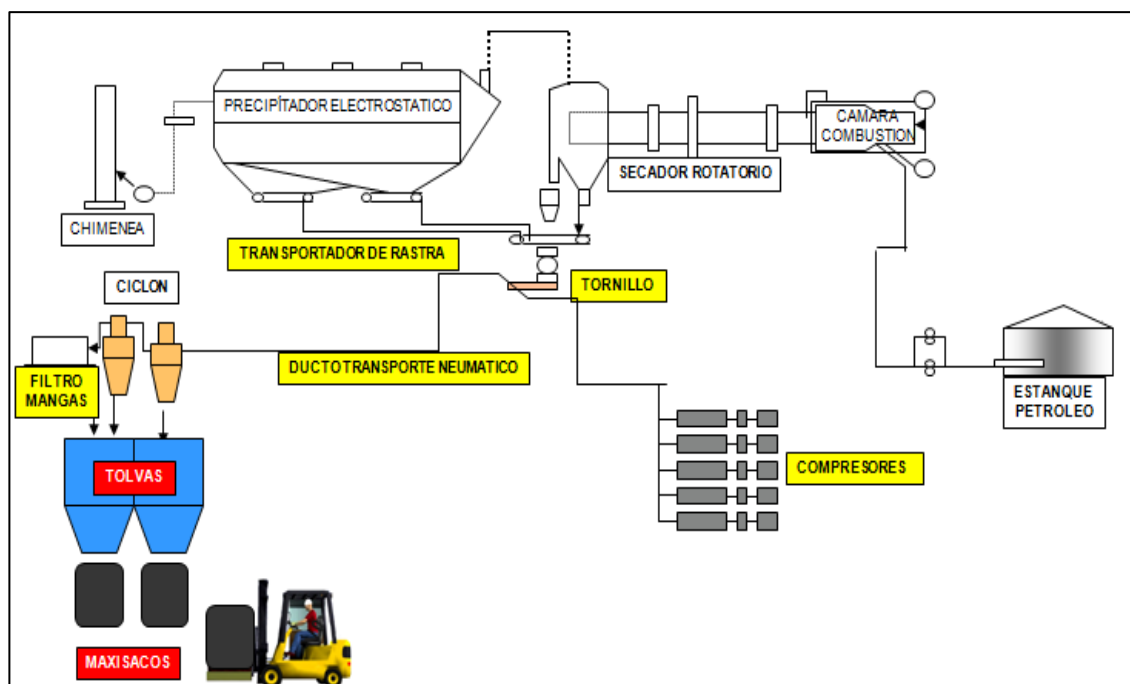 PRECIPÍTADOR ELECTROSTATICO
CAMARA
COMBUSTION
SECADOR ROTATORIO
CHIMENEA
TRANSPORTADOR DE RASTRA
CICLON
TORNILLO
DUCTO TRANSPORTE NEUMATICO
FILTRO
MANGAS
ESTANQUE
PETROLEO
TOLVAS
COMPRESORES
MAXISACOS